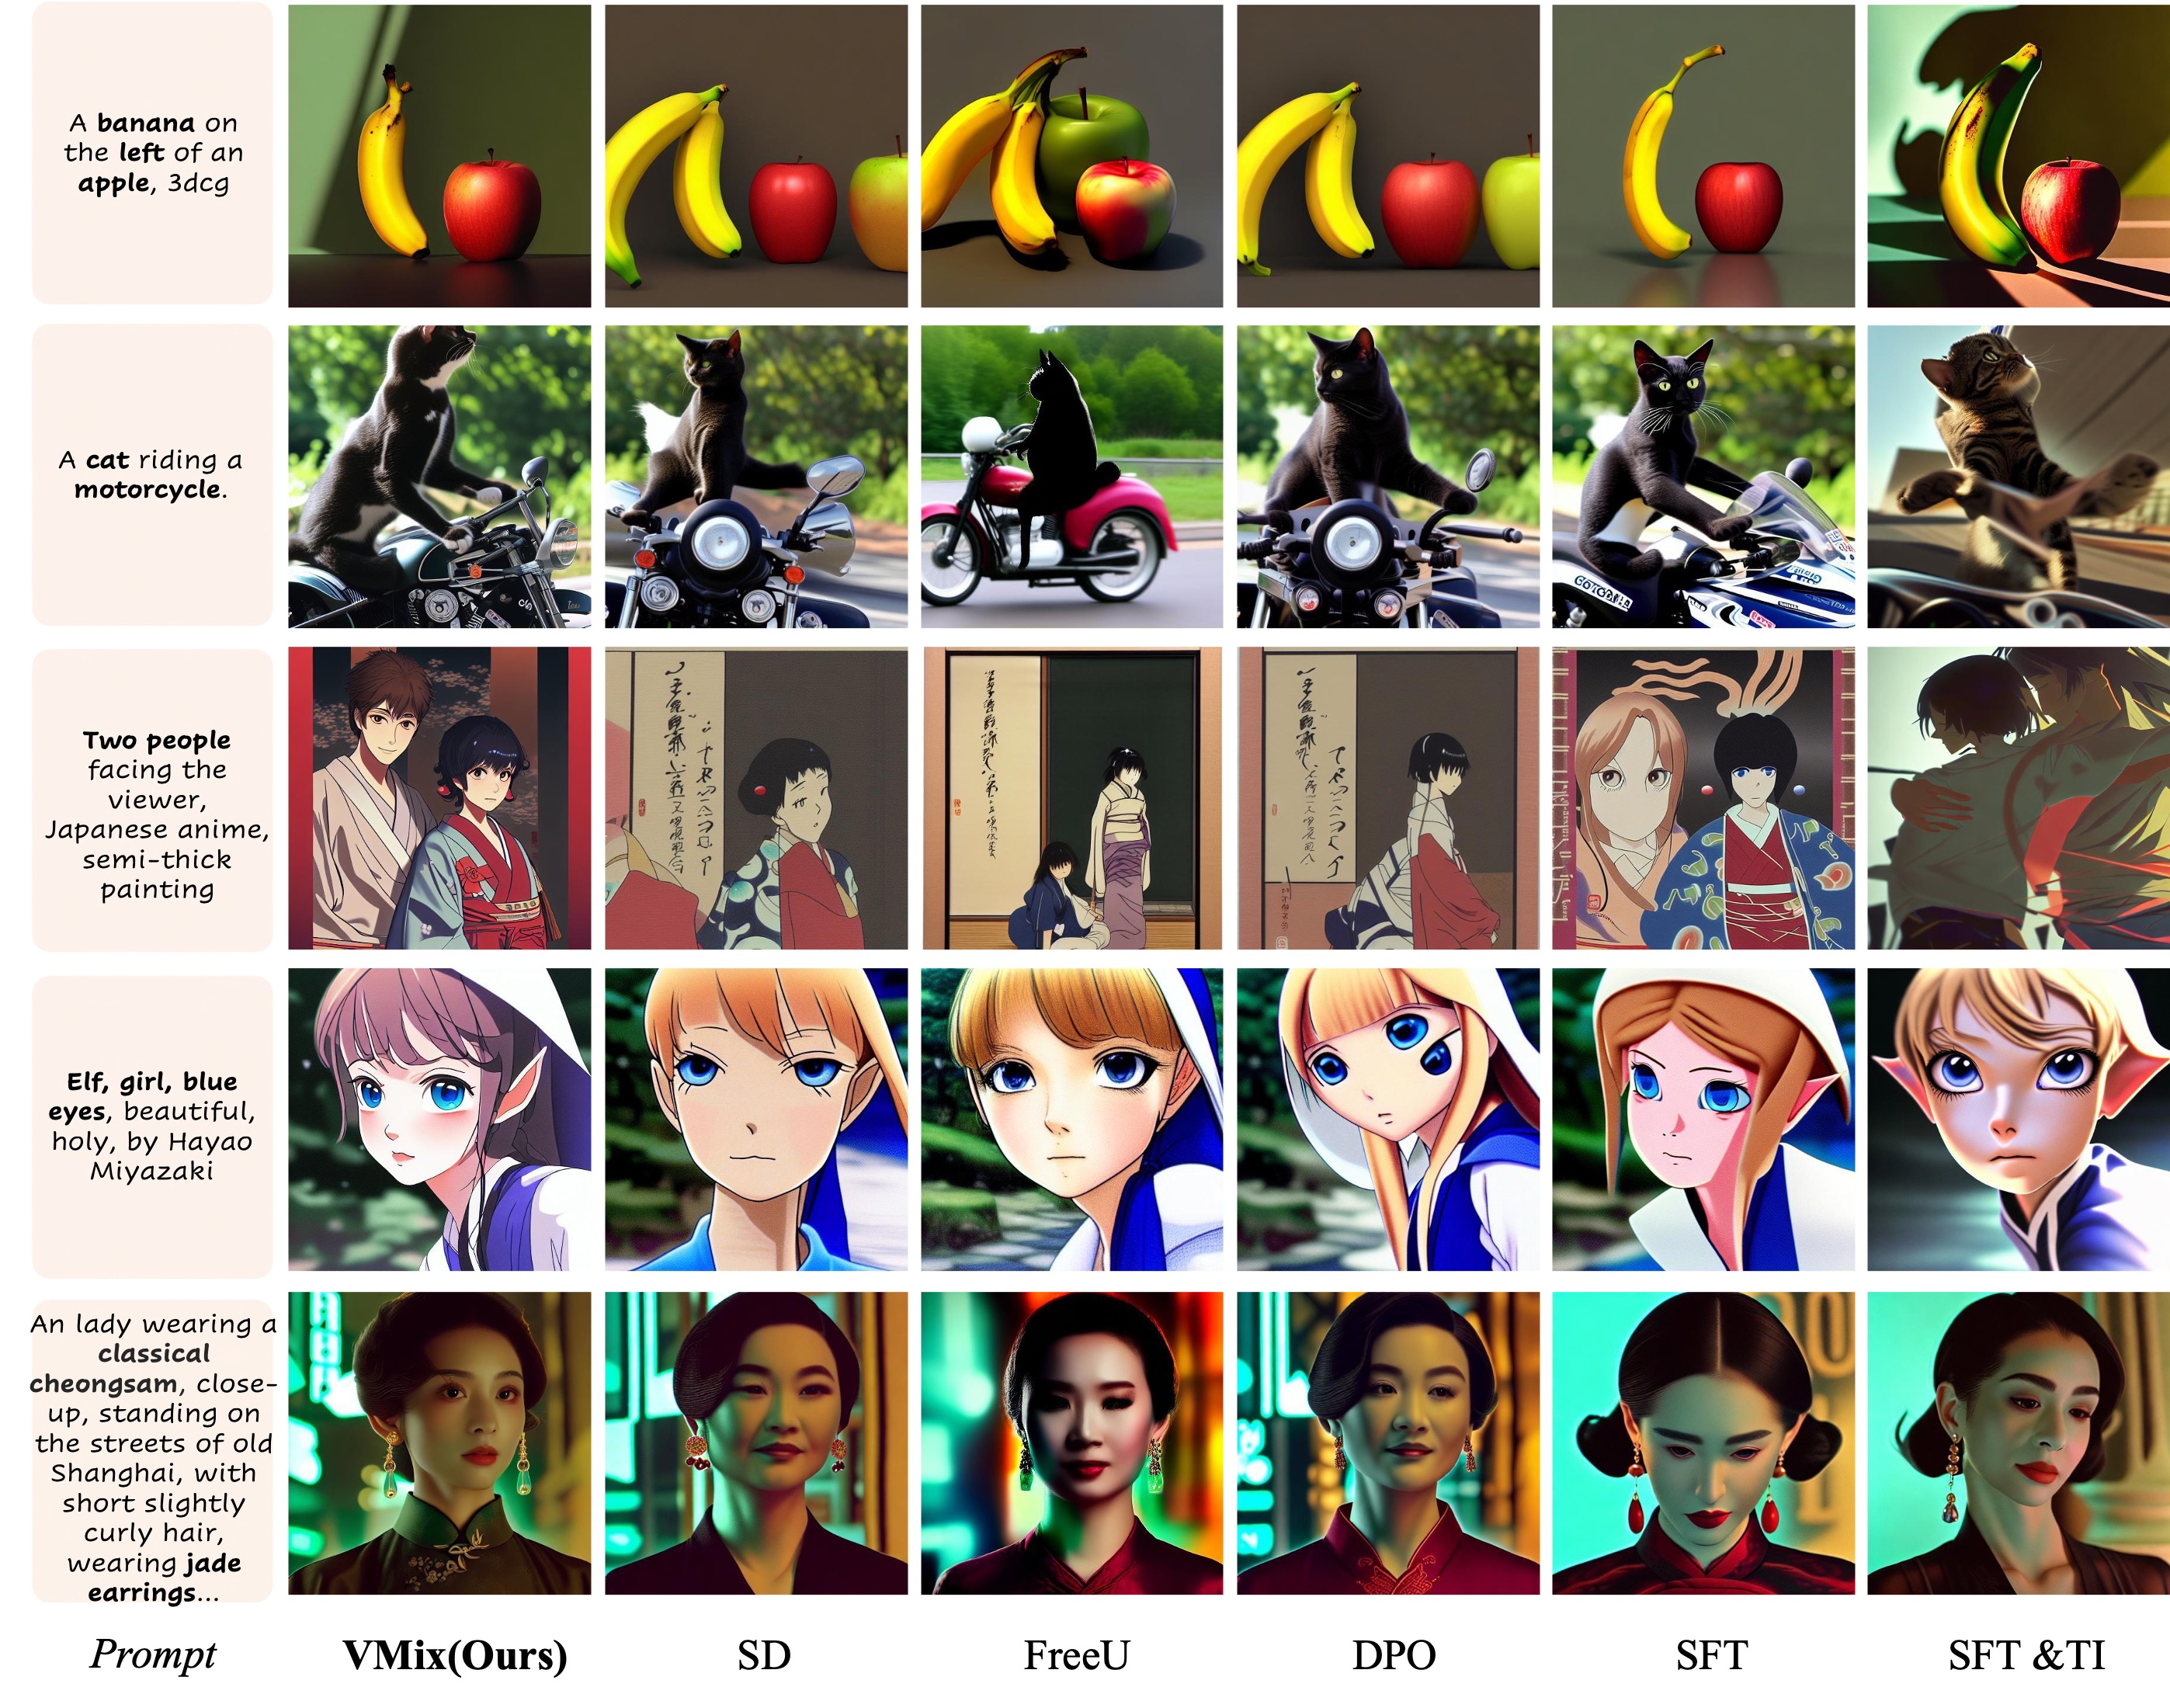 A banana on
the left of an
apple, 3dcg
A cat riding a
motorcycle.
Two people
facing the
viewer,
Japanese anime,
semi-thick
painting
Elf, girl, blue
eyes, beautiful,
holy, by Hayao
Miyazaki
An lady wearing a
classical
cheongsam, close-
up, standing on
the streets of old
Shanghai, with
short slightly
curly hair,
wearing jade
earrings...
Prompt
VMix(Ours)
SD
FreeU
DPO
SFT
SFT &TI